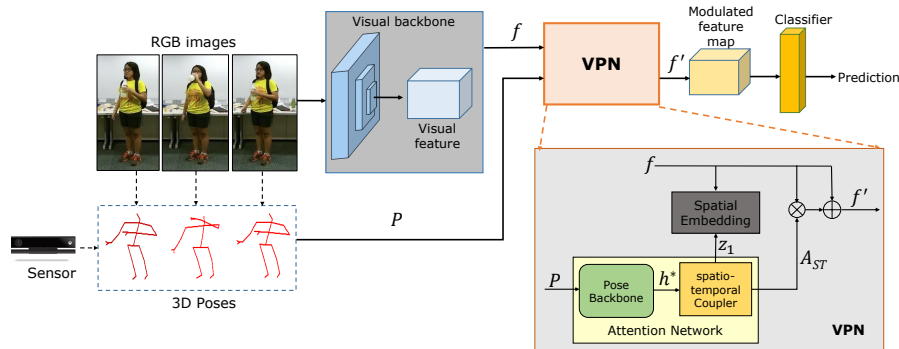 RGB images
Visual backbone
Visual
feature
f
P
VPN
f′
Modulated
feature
map
Classifier
Prediction
Sensor
3D Poses
f
Spatial
Embedding
f′
z₁
A_ST
P
Pose
Backbone
h*
spatio-
temporal
Coupler
Attention Network
VPN